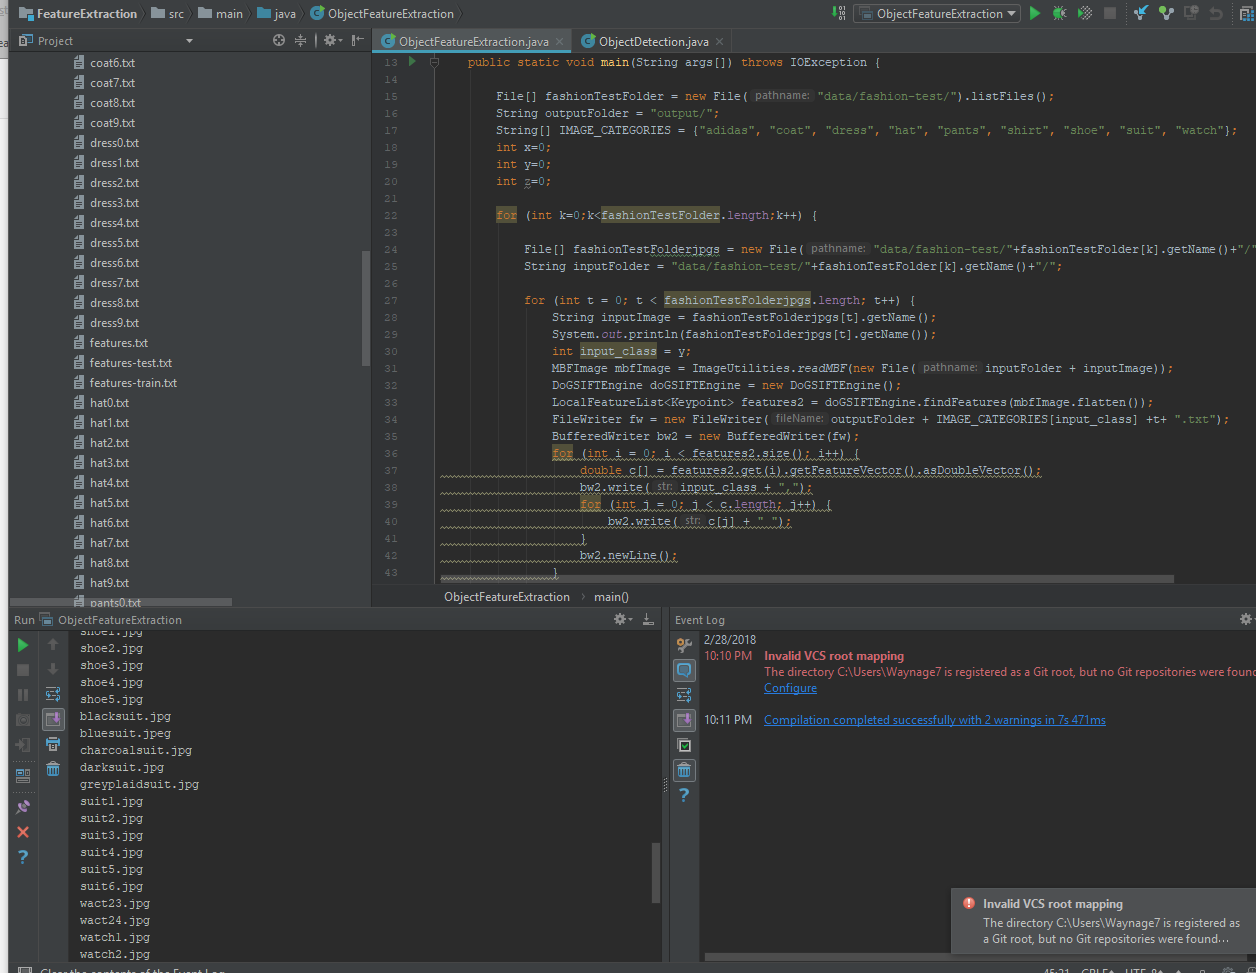 FeatureExtraction src main java ObjectFeatureExtraction ObjectFeatureExtraction
Project
ObjectFeatureExtraction.java ObjectDetection.java
coat6.txt
coat7.txt
coat8.txt
coat9.txt
dress0.txt
dress1.txt
dress2.txt
dress3.txt
dress4.txt
dress5.txt
dress6.txt
dress7.txt
dress8.txt
dress9.txt
features.txt
features-test.txt
features-train.txt
hat0.txt
hat1.txt
hat2.txt
hat3.txt
hat4.txt
hat5.txt
hat6.txt
hat7.txt
hat8.txt
hat9.txt
pants0.txt
13 public static void main(String args[]) throws IOException {
14
15 File[] fashionTestFolder = new File( pathname: "data/fashion-test/").listFiles();
16 String outputFolder = "output/";
17 String[] IMAGE_CATEGORIES = {"adidas", "coat", "dress", "hat", "pants", "shirt", "shoe", "suit", "watch"};
18 int x=0;
19 int y=0;
20 int z=0;
21
22 for (int k=0;k<fashionTestFolder.length;k++) {
23
24 File[] fashionTestFolderjpgs = new File( pathname: "data/fashion-test/"+fashionTestFolder[k].getName()+"/"
25 String inputFolder = "data/fashion-test/"+fashionTestFolder[k].getName()+"/";
26
27 for (int t = 0; t < fashionTestFolderjpgs.length; t++) {
28 String inputImage = fashionTestFolderjpgs[t].getName();
29 System.out.println(fashionTestFolderjpgs[t].getName());
30 int input_class = y;
31 MBFImage mbfImage = ImageUtilities.readMBF(new File( pathname: inputFolder + inputImage));
32 DoGSIFTEngine doGSIFTEngine = new DoGSIFTEngine();
33 LocalFeatureList<Keypoint> features2 = doGSIFTEngine.findFeatures(mbfImage.flatten());
34 FileWriter fw = new FileWriter( fileName: outputFolder + IMAGE_CATEGORIES[input_class] +t+ ".txt");
35 BufferedWriter bw2 = new BufferedWriter(fw);
36 for (int i = 0; i < features2.size(); i++) {
37 double c[] = features2.get(i).getFeatureVector().asDoubleVector();
38 bw2.write( str: input_class + ",");
39 for (int j = 0; j < c.length; j++) {
40 bw2.write( str: c[j] + " ");
41 }
42 bw2.newLine();
43 }
ObjectFeatureExtraction main()
Run ObjectFeatureExtraction
shoe1.jpg
shoe2.jpg
shoe3.jpg
shoe4.jpg
shoe5.jpg
blacksuit.jpg
bluesuit.jpeg
charcoalsuit.jpg
darksuit.jpg
greyplaidsuit.jpg
suit1.jpg
suit2.jpg
suit3.jpg
suit4.jpg
suit5.jpg
suit6.jpg
wact23.jpg
wact24.jpg
watch1.jpg
watch2.jpg
Event Log
2/28/2018
10:10 PM Invalid VCS root mapping
The directory C:\Users\Waynage7 is registered as a Git root, but no Git repositories were found
Configure
10:11 PM Compilation completed successfully with 2 warnings in 7s 471ms
Invalid VCS root mapping
The directory C:\Users\Waynage7 is registered as
a Git root, but no Git repositories were found...
Clear the contents of the Event Log 45:21 CRLF UTF-8